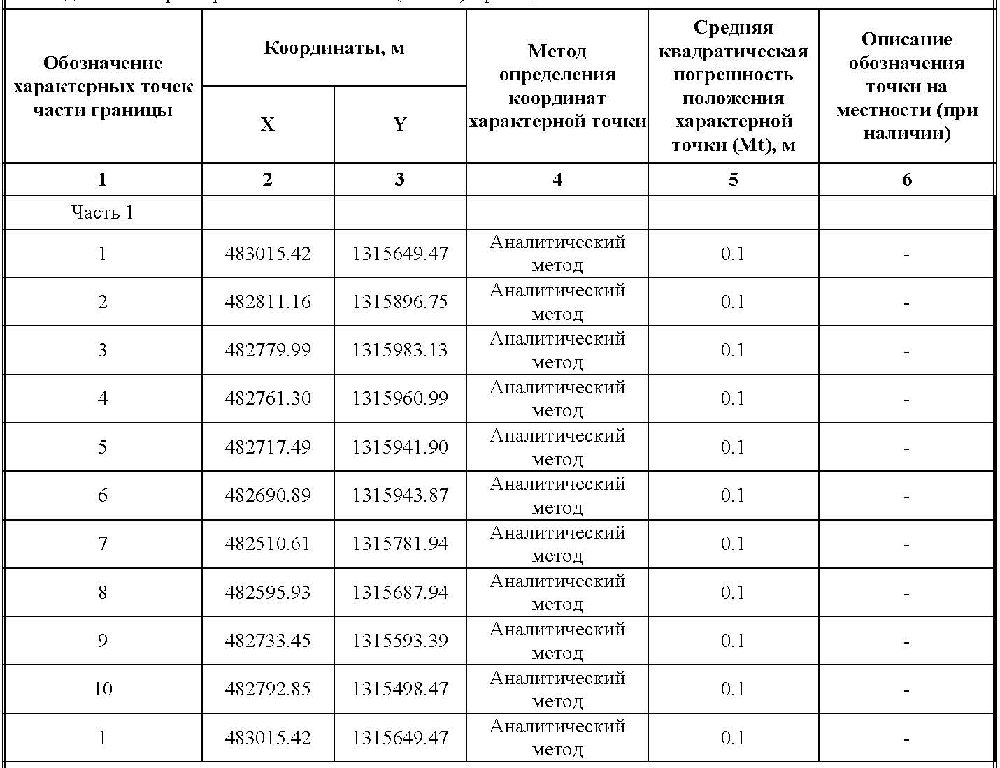 Обозначение
характерных точек
части границы
Координаты, м
X
Y
Метод
определения
координат
характерной точки
Средняя
квадратическая
погрешность
положения
характерной
точки (Mt), м
Описание
обозначения
точки на
местности (при
наличии)
1 2 3 4 5 6
Часть 1
1 483015.42 1315649.47 Аналитический метод 0.1 -
2 482811.16 1315896.75 Аналитический метод 0.1 -
3 482779.99 1315983.13 Аналитический метод 0.1 -
4 482761.30 1315960.99 Аналитический метод 0.1 -
5 482717.49 1315941.90 Аналитический метод 0.1 -
6 482690.89 1315943.87 Аналитический метод 0.1 -
7 482510.61 1315781.94 Аналитический метод 0.1 -
8 482595.93 1315687.94 Аналитический метод 0.1 -
9 482733.45 1315593.39 Аналитический метод 0.1 -
10 482792.85 1315498.47 Аналитический метод 0.1 -
1 483015.42 1315649.47 Аналитический метод 0.1 -